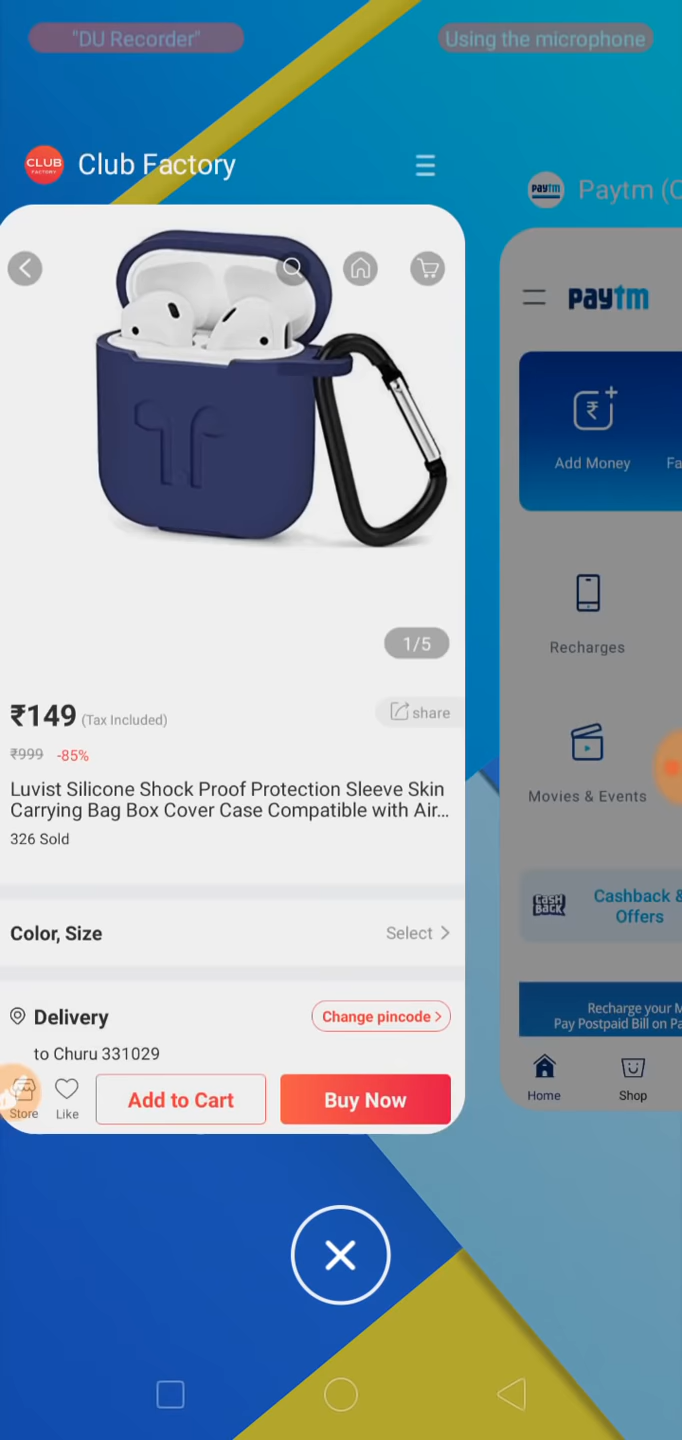 "DU Recorder"
Using the microphone
CLUB
FACTORY
Club Factory
paytm
Paytm (C
paytm
₹
Add Money
Fa
1/5
Recharges
₹149 (Tax Included)
share
₹999 -85%
Luvist Silicone Shock Proof Protection Sleeve Skin
Carrying Bag Box Cover Case Compatible with Air...
326 Sold
Movies & Events
CASH
BACK
Cashback &
Offers
Color, Size
Select
Delivery
Change pincode
to Churu 331029
Recharge your M
Pay Postpaid Bill on Pa
Store
Like
Add to Cart
Buy Now
Home
Shop